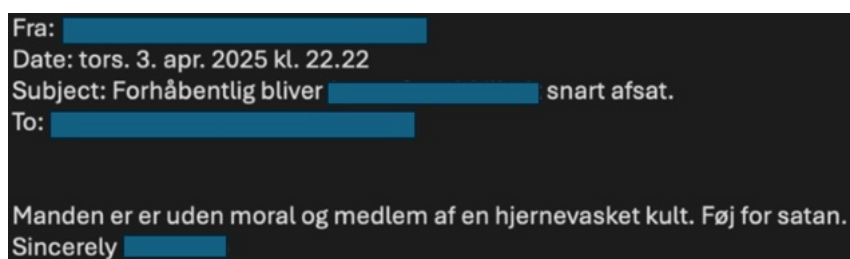 Fra:
Date: tors. 3. apr. 2025 kl. 22.22
Subject: Forhåbentlig bliver snart afsat.
To:
Manden er er uden moral og medlem af en hjernevasket kult. Føj for satan.
Sincerely